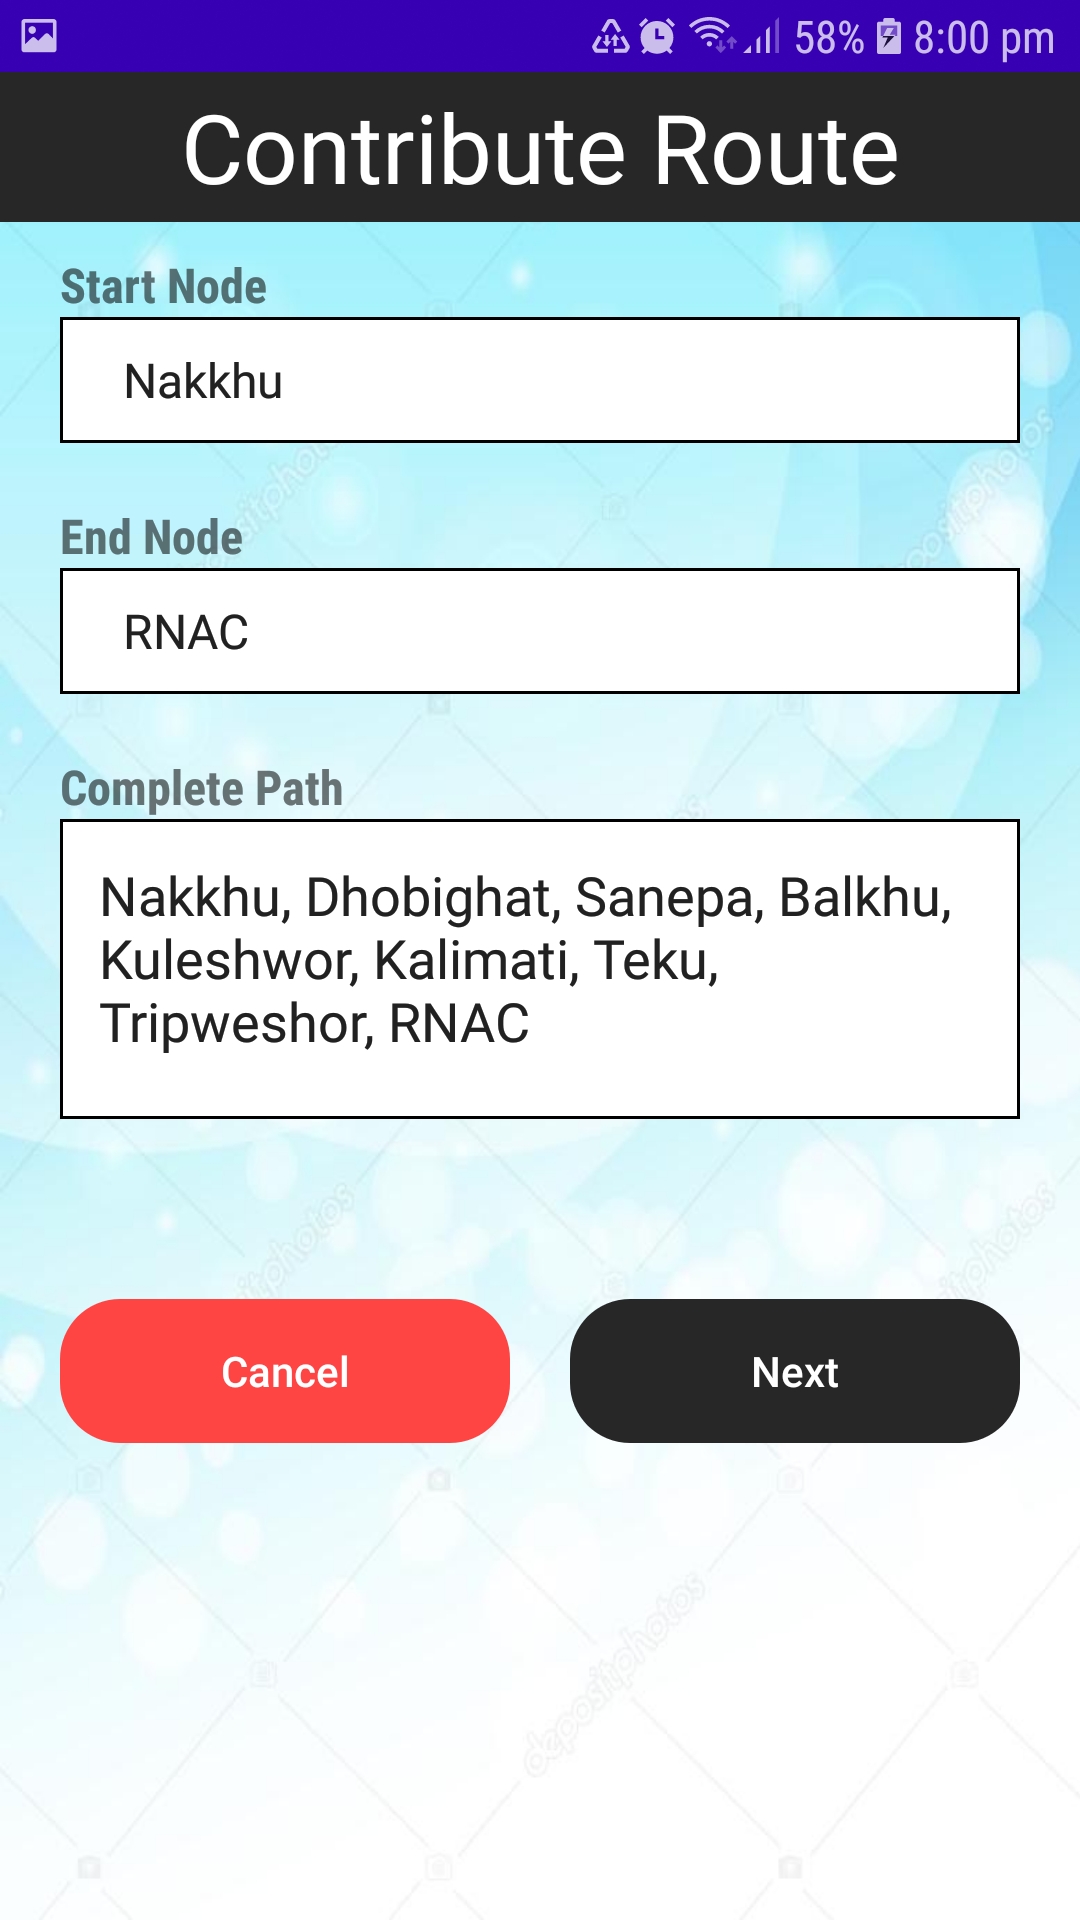 58% 8:00 pm
Contribute Route
Start Node
Nakkhu
End Node
RNAC
Complete Path
Nakkhu, Dhobighat, Sanepa, Balkhu,
Kuleshwor, Kalimati, Teku,
Tripweshor, RNAC
Cancel
Next
depositphotos